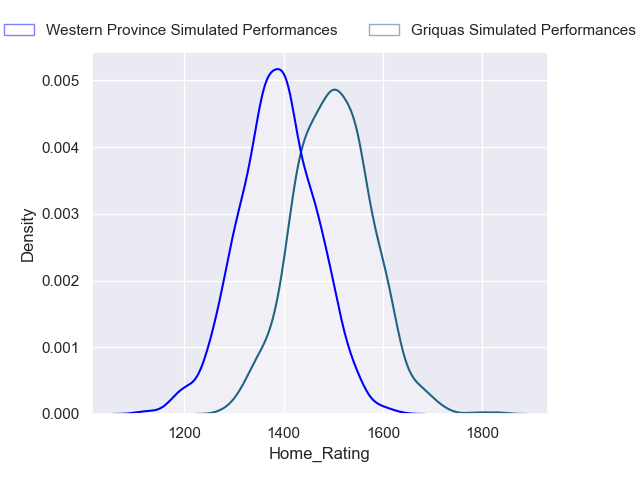 Western Province Simulated Performances Griquas Simulated Performances
0.005
0.004
0.003
0.002
0.001
0.000
Density
1200 1400 1600 1800
Home_Rating